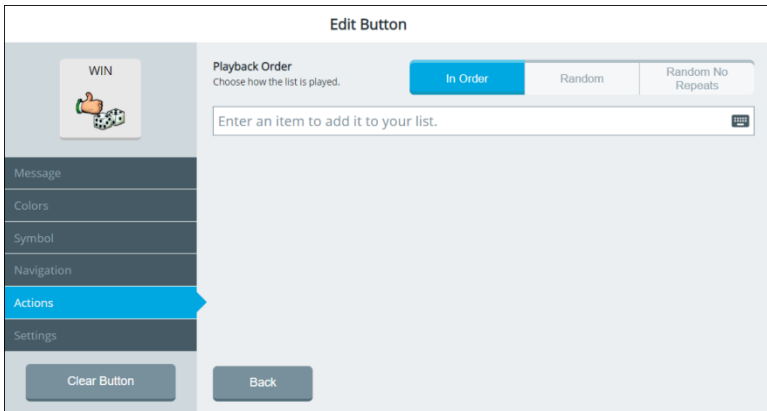 Edit Button
WIN
Playback Order
Choose how the list is played.
In Order
Random
Random No
Repeats
Enter an item to add it to your list.
Message
Colors
Symbol
Navigation
Actions
Settings
Clear Button
Back